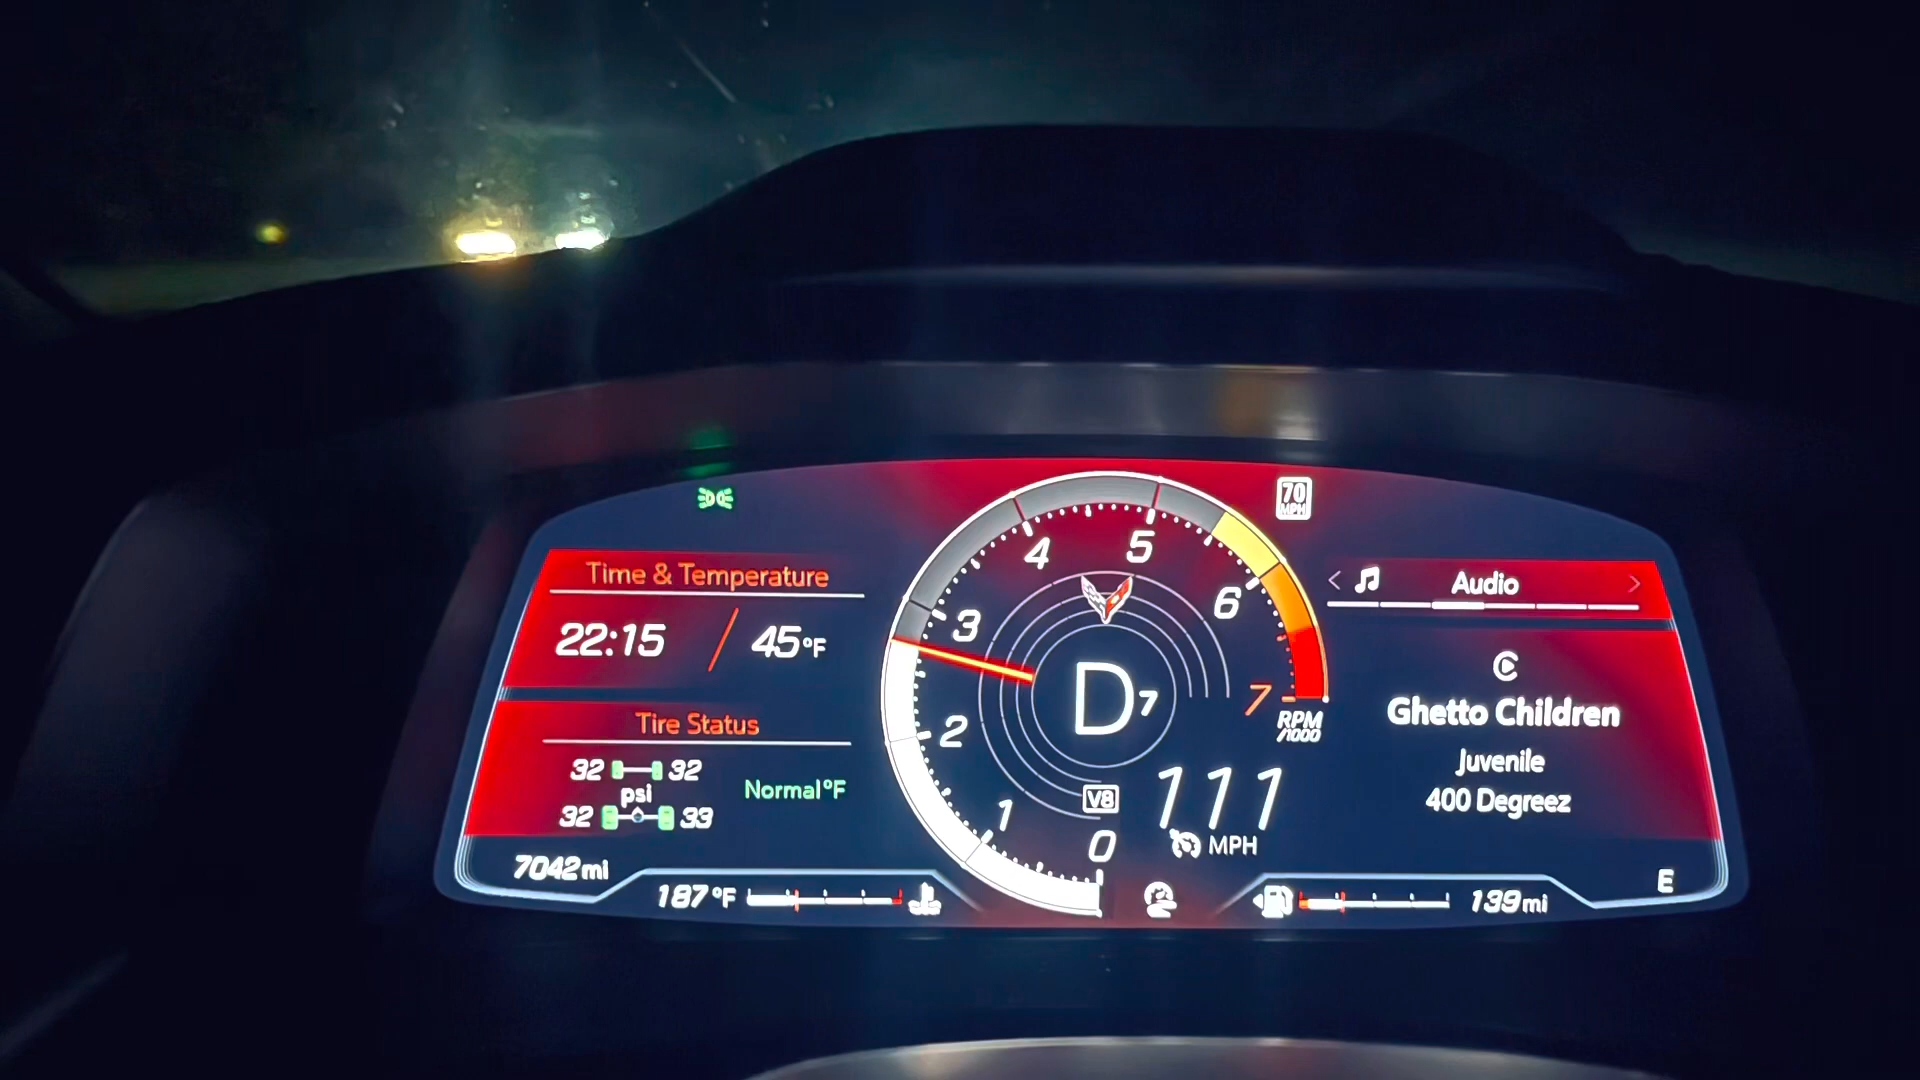 70
MPH
Time & Temperature
22:15 / 45°F
Tire Status
32 32
psi
32 33
Normal°F
7042mi
187°F
0
1
2
3
4
5
6
7
RPM
/1000
D7
V8
111
MPH
Audio
Ghetto Children
Juvenile
400 Degreez
139mi
E